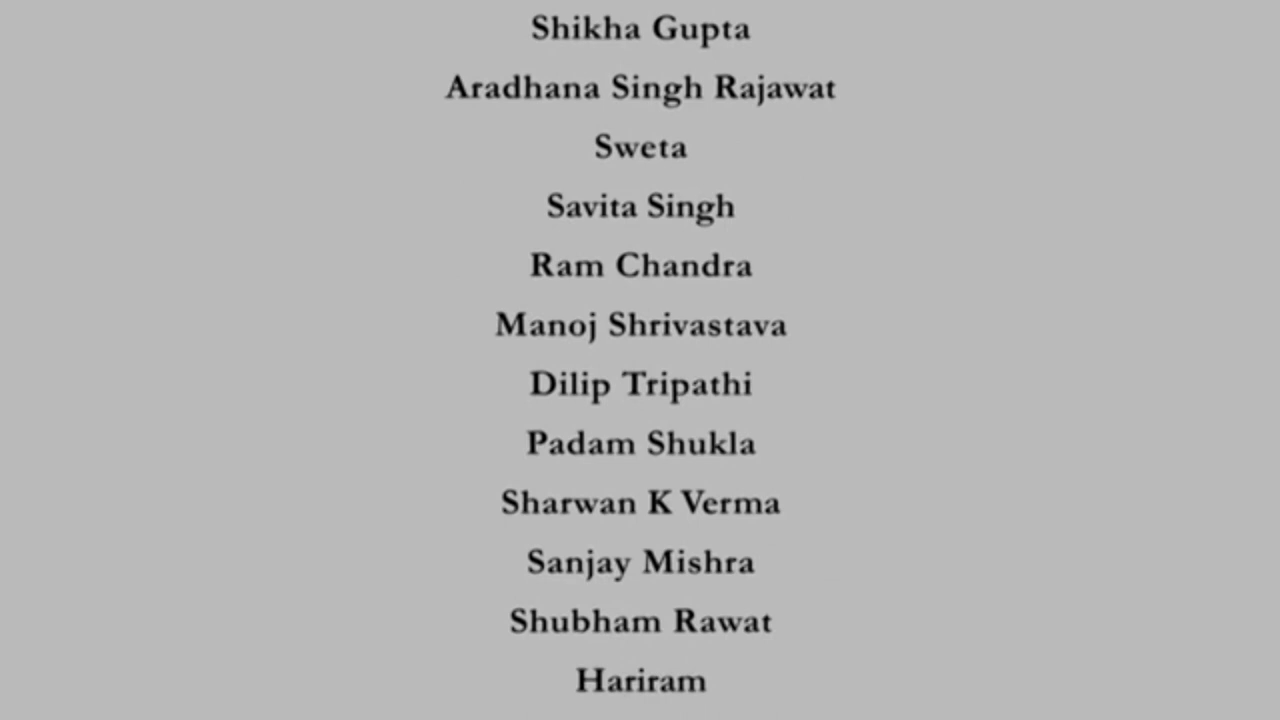 Shikha Gupta
Aradhana Singh Rajawat
Sweta
Savita Singh
Ram Chandra
Manoj Shrivastava
Dilip Tripathi
Padam Shukla
Sharwan K Verma
Sanjay Mishra
Shubham Rawat
Hariram